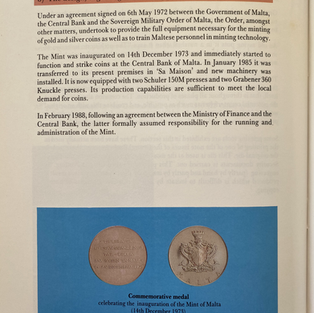 Under an agreement signed on 6th May 1972 between the Government of Malta,
the Central Bank and the Sovereign Military Order of Malta, the Order, amongst
other matters, undertook to provide the full equipment necessary for the minting
of gold and silver coins as well as to train Maltese personnel in minting technology.
The Mint was inaugurated on 14th December 1973 and immediately started to
function and strike coins at the Central Bank of Malta. In January 1985 it was
transferred to its present premises in 'Sa Maison' and new machinery was
installed. It is now equipped with two Schuler 150M presses and two Galtener 360
Knuckle presses. Its production capabilities are sufficient to meet the local
demand for coins.
In February 1988, following an agreement between the Ministry of Finance and the
Central Bank, the latter formally assumed responsibility for the running and
administration of the Mint.
Commemorative medal
celebrating the inauguration of the Mint of Malta
(14th December 1973)